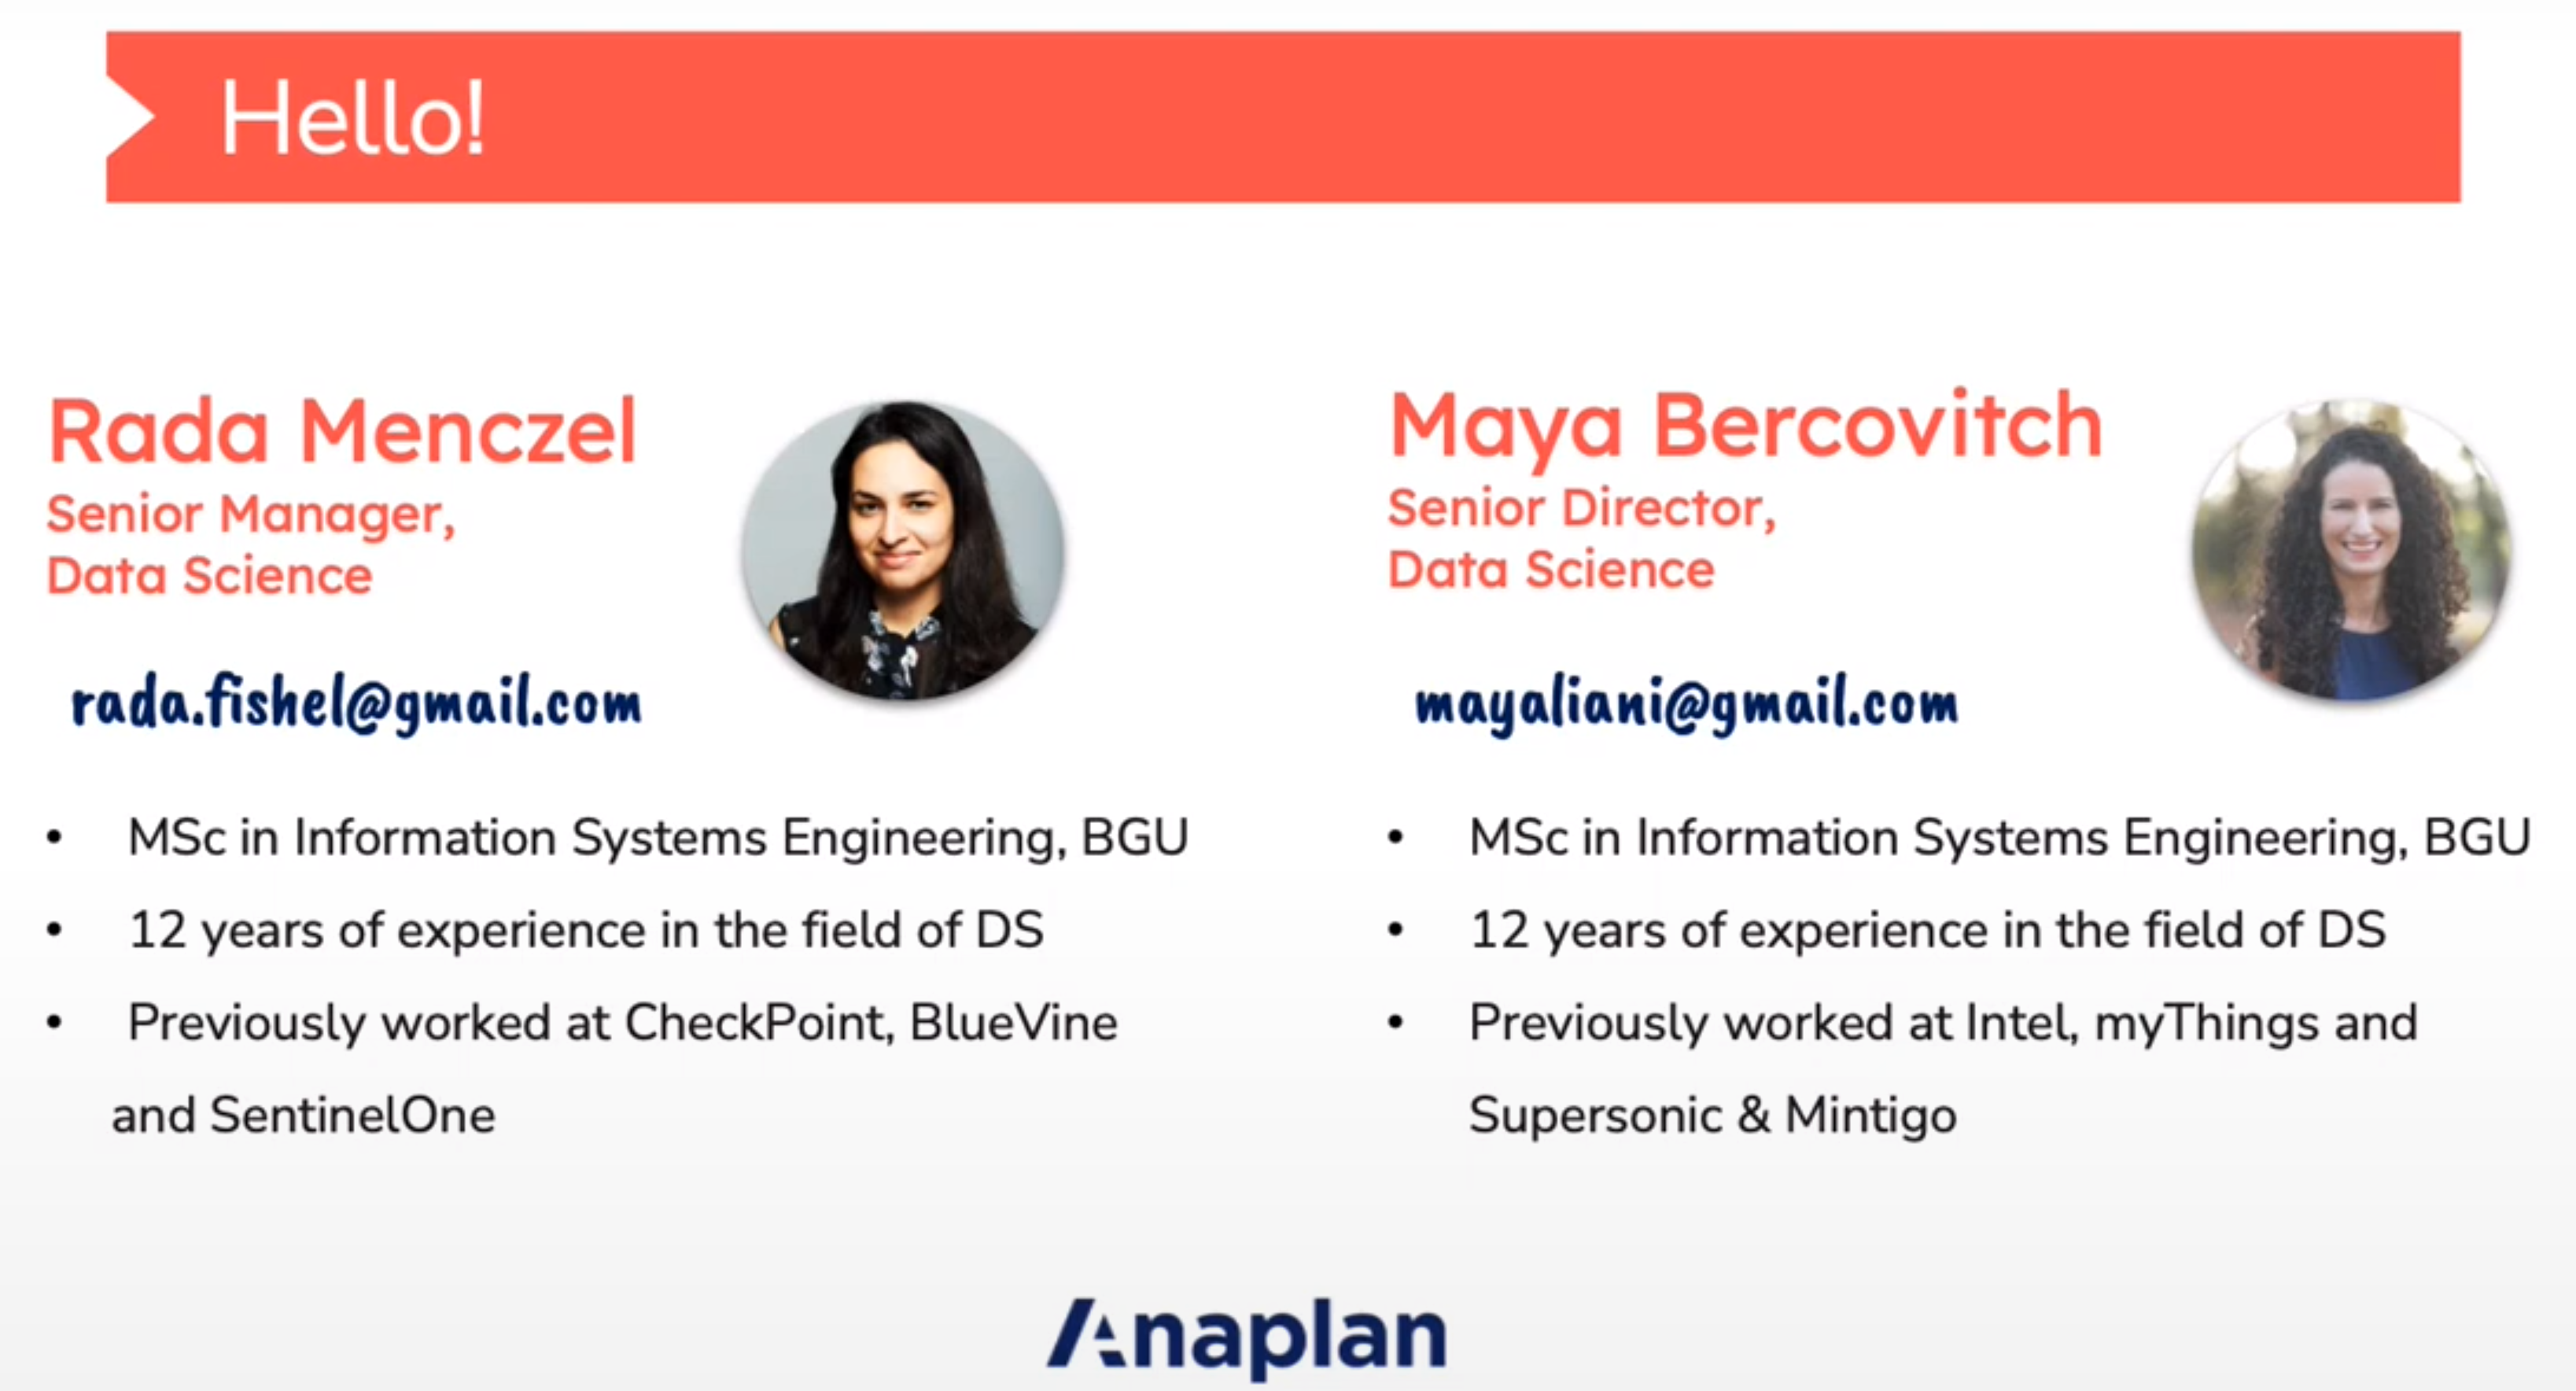 Hello!
Rada Menczel
Senior Manager,
Data Science
rada.fishel@gmail.com
• MSc in Information Systems Engineering, BGU
• 12 years of experience in the field of DS
• Previously worked at CheckPoint, BlueVine
and SentinelOne
Maya Bercovitch
Senior Director,
Data Science
mayaliani@gmail.com
• MSc in Information Systems Engineering, BGU
• 12 years of experience in the field of DS
• Previously worked at Intel, myThings and
Supersonic & Mintigo
Anaplan